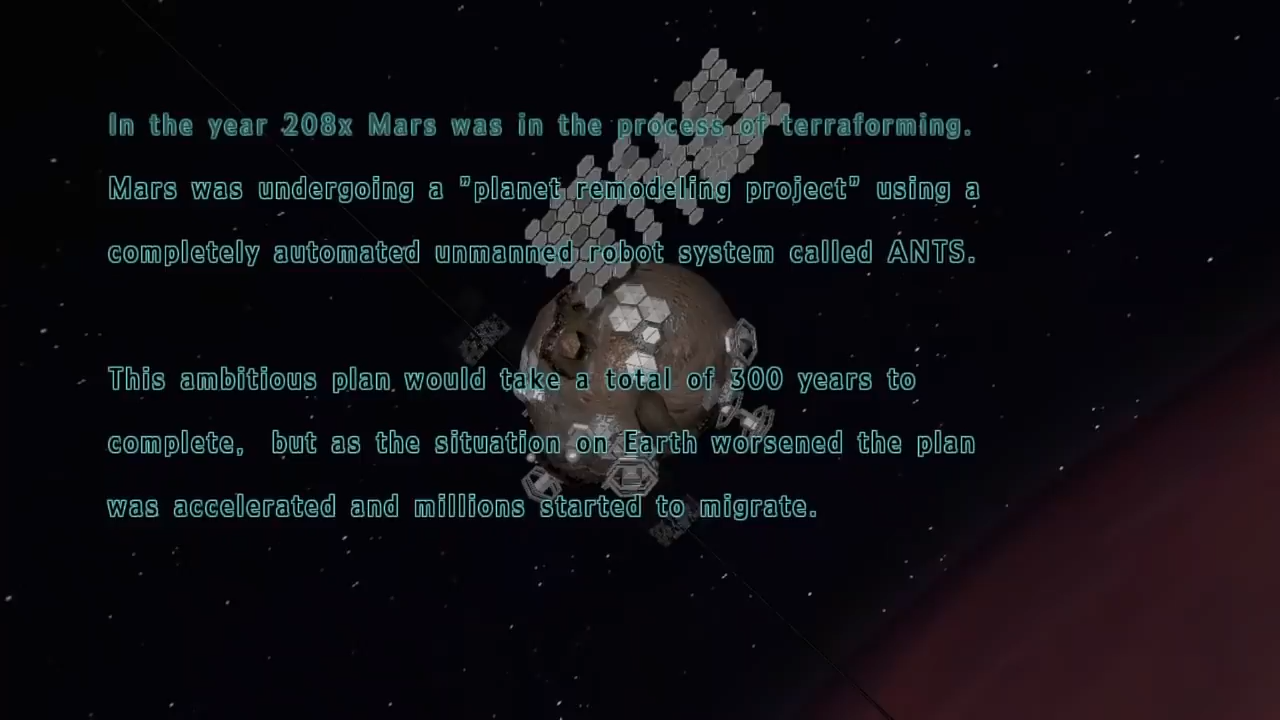 In the year 208x Mars was in the process of terraforming.
Mars was undergoing a "planet remodeling project" using a
completely automated unmanned robot system called ANTS.
This ambitious plan would take a total of 300 years to
complete,  but as the situation on Earth worsened the plan
was accelerated and millions started to migrate.